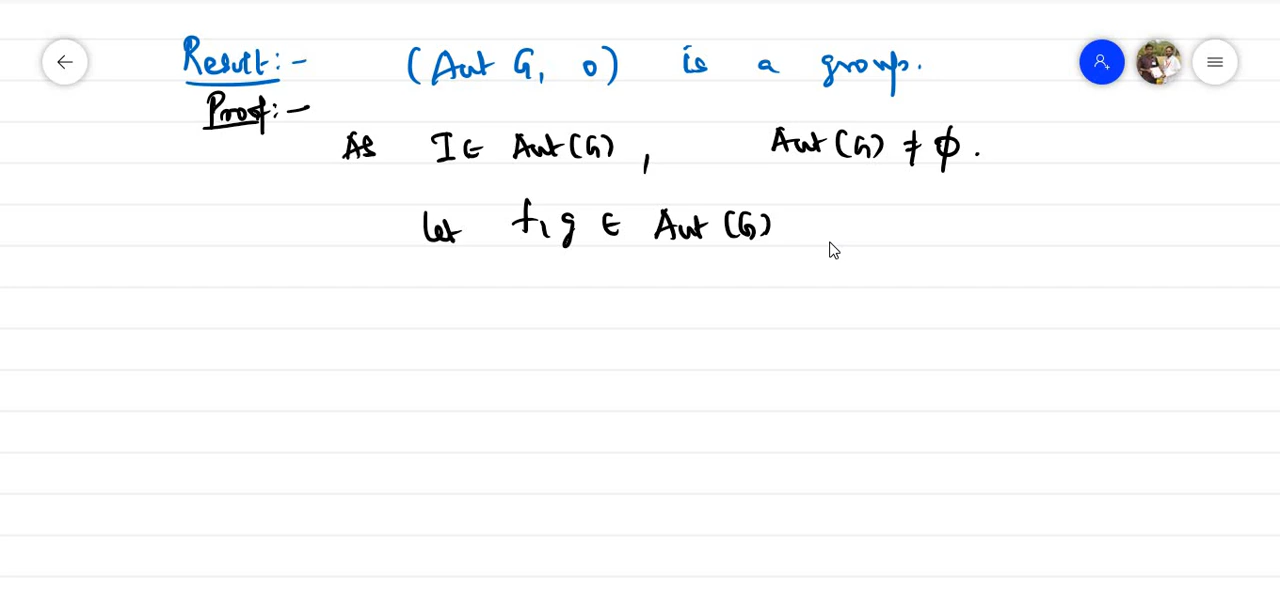 Result:- (Aut G, o) is a group.
Proof:-
As I ∈ Aut(G), Aut(G) ≠ φ.
let f, g ∈ Aut(G)